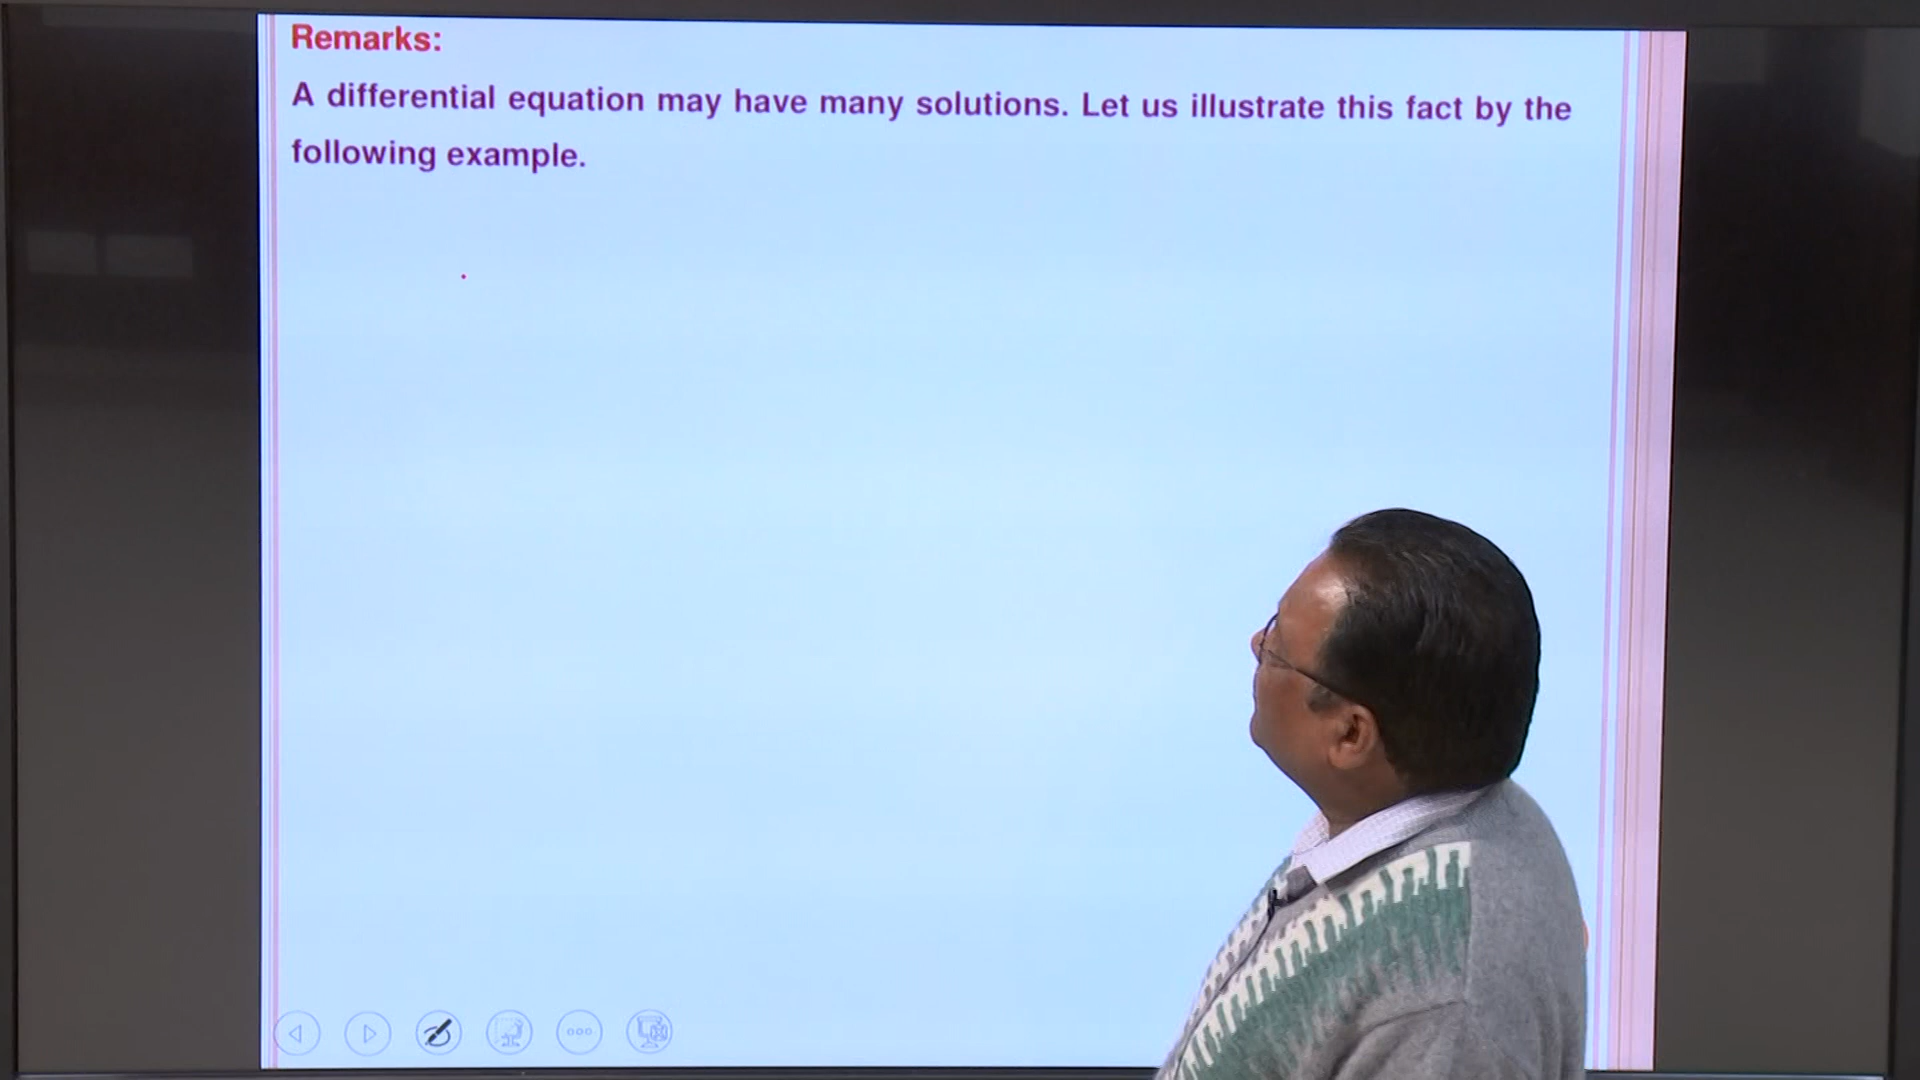 Remarks:
A differential equation may have many solutions. Let us illustrate this fact by the
following example.